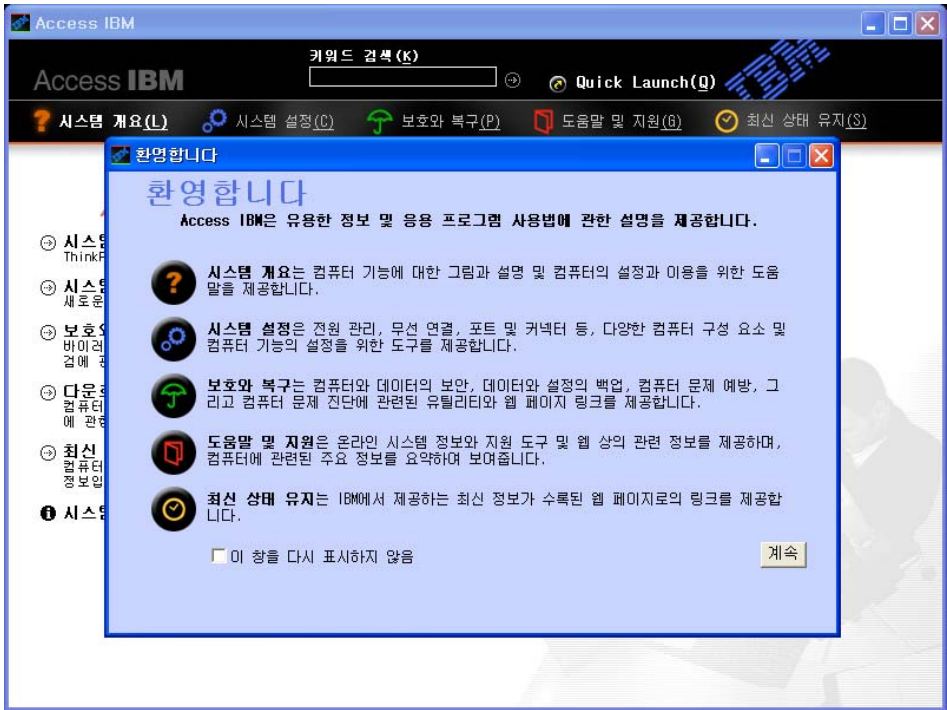 Access IBM
키워드 검색(K)
Access IBM
Quick Launch(Q)
IBM
시스템 개요(L)
시스템 설정(C)
보호와 복구(P)
도움말 및 지원(G)
최신 상태 유지(S)
환영합니다
환영합니다
Access IBM은 유용한 정보 및 응용 프로그램 사용법에 관한 설명을 제공합니다.
시스템 개요는 컴퓨터 기능에 대한 그림과 설명 및 컴퓨터의 설정과 이용을 위한 도움
말을 제공합니다.
시스템 설정은 전원 관리, 무선 연결, 포트 및 커넥터 등, 다양한 컴퓨터 구성 요소 및
컴퓨터 기능의 설정을 위한 도구를 제공합니다.
보호와 복구는 컴퓨터와 데이터의 보안, 데이터와 설정의 백업, 컴퓨터 문제 예방, 그
리고 컴퓨터 문제 진단에 관련된 유틸리티와 웹 페이지 링크를 제공합니다.
도움말 및 지원은 온라인 시스템 정보와 지원 도구 및 웹 상의 관련 정보를 제공하며,
컴퓨터에 관련된 주요 정보를 요약하여 보여줍니다.
최신 상태 유지는 IBM에서 제공하는 최신 정보가 수록된 웹 페이지로의 링크를 제공합
니다.
이 창을 다시 표시하지 않음
계속
새로운
컴퓨터
최신
컴퓨터